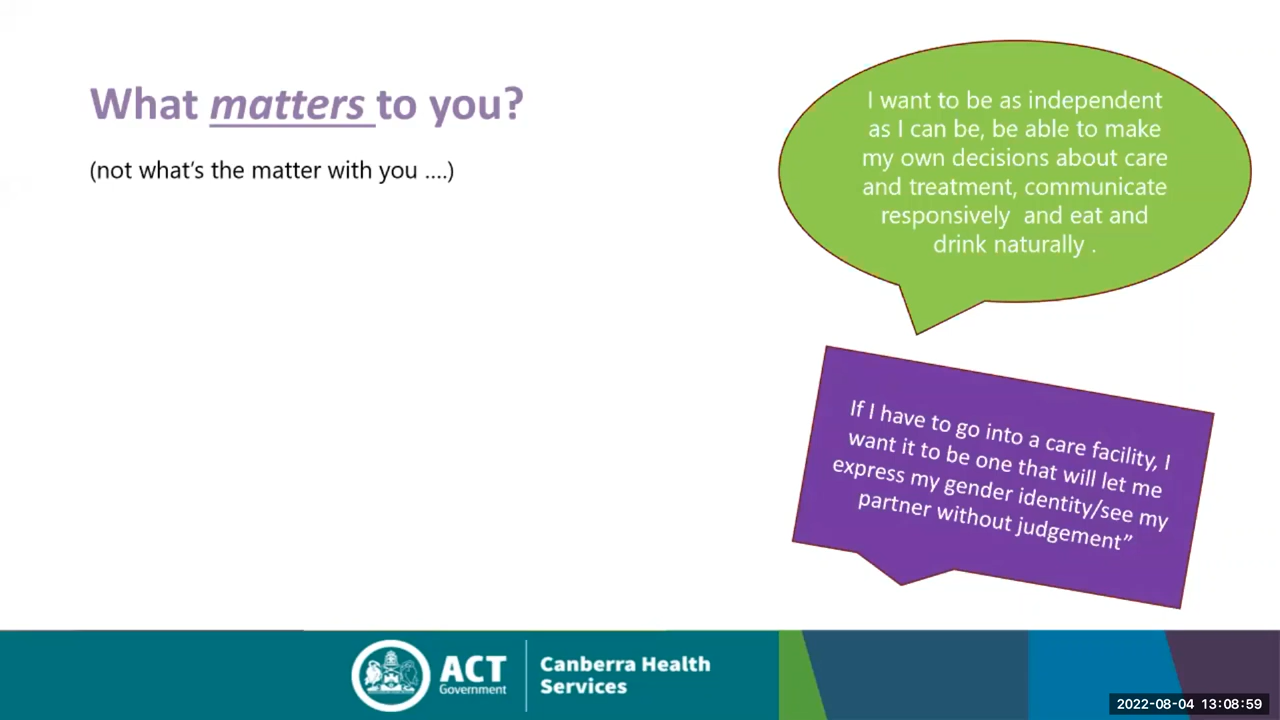 What matters to you?
(not what's the matter with you ....)
I want to be as independent
as I can be, be able to make
my own decisions about care
and treatment, communicate
responsively  and eat and
drink naturally .
If I have to go into a care facility, I
want it to be one that will let me
express my gender identity/see my
partner without judgement”
ACT
Government
Canberra Health
Services
2022-08-04 13:08:59